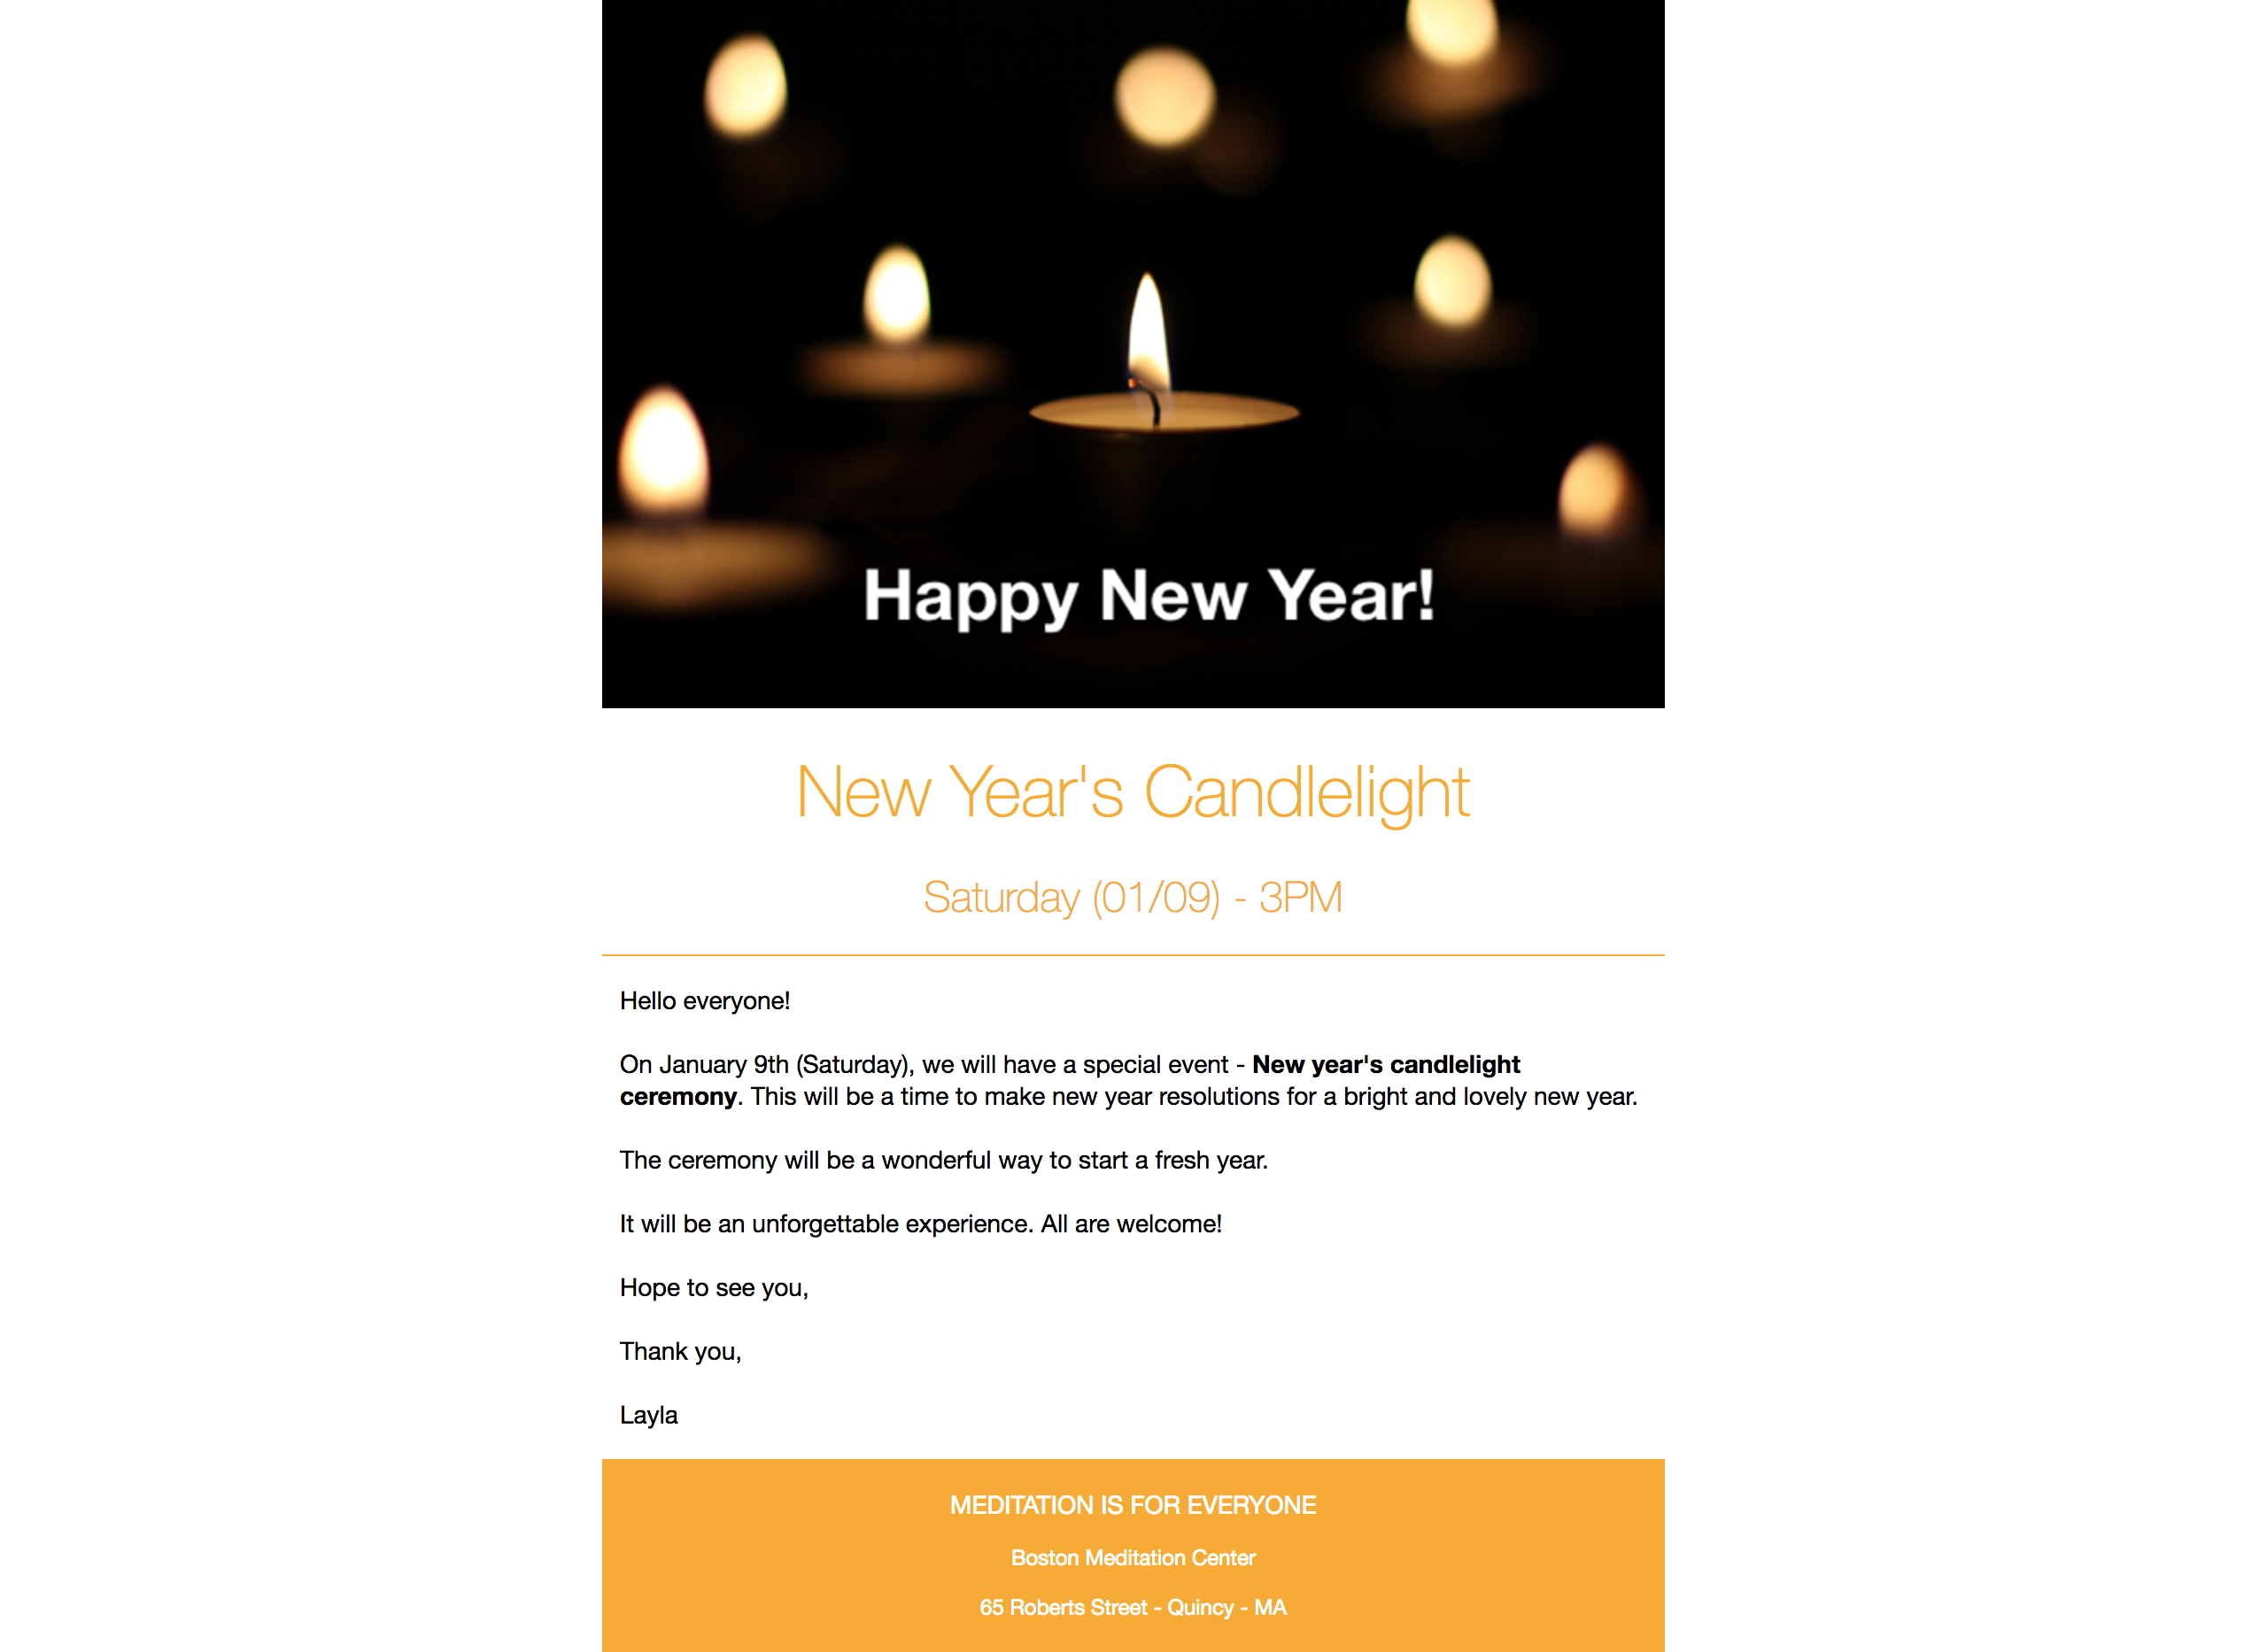 Happy New Year!
New Year's Candlelight
Saturday (01/09) - 3PM
Hello everyone!
On January 9th (Saturday), we will have a special event - New year's candlelight
ceremony. This will be a time to make new year resolutions for a bright and lovely new year.
The ceremony will be a wonderful way to start a fresh year.
It will be an unforgettable experience. All are welcome!
Hope to see you,
Thank you,
Layla
MEDITATION IS FOR EVERYONE
Boston Meditation Center
65 Roberts Street - Quincy - MA